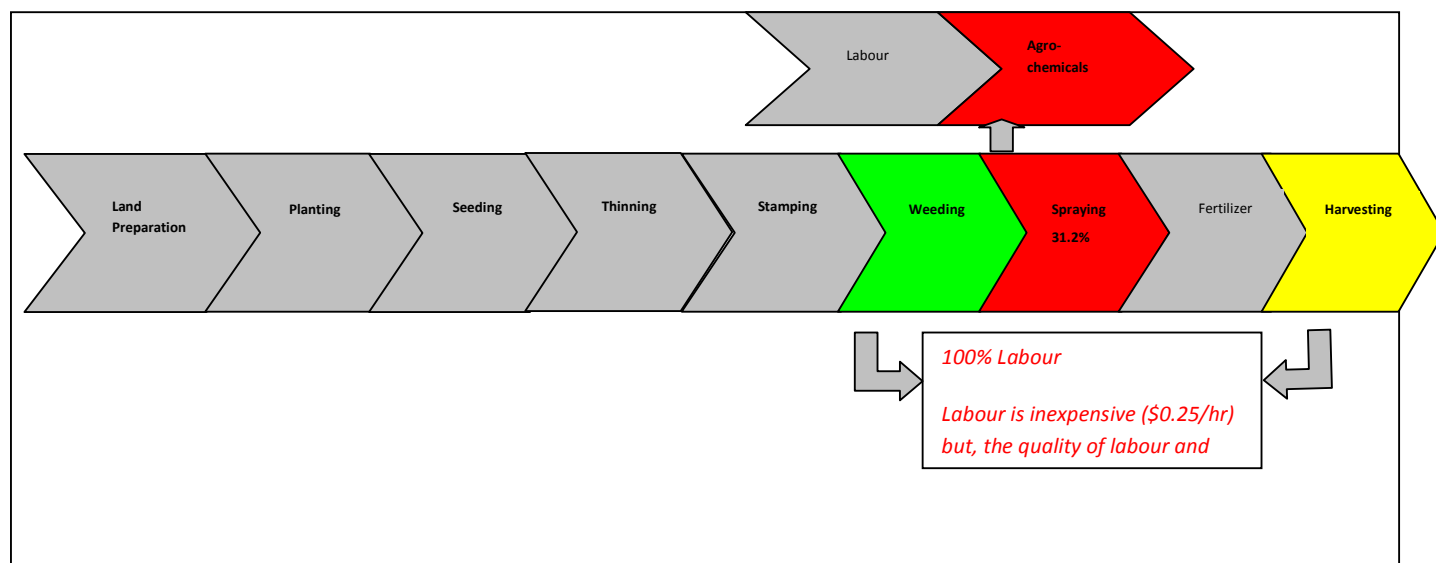 Labour
Agro-
chemicals
Land
Preparation
Planting
Seeding
Thinning
Stamping
Weeding
Spraying
31.2%
Fertilizer
Harvesting
100% Labour
Labour is inexpensive ($0.25/hr)
but, the quality of labour and